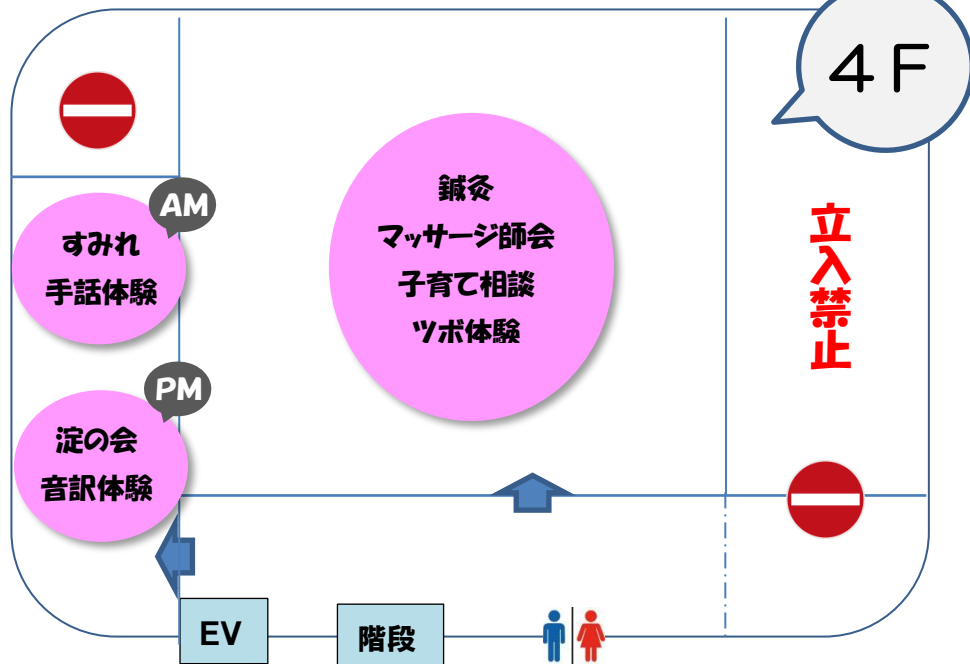 ４Ｆ
鍼灸
マッサージ師会
子育て相談
ツボ体験
AM
すみれ
手話体験
立入禁止
PM
淀の会
音訳体験
EV
階段